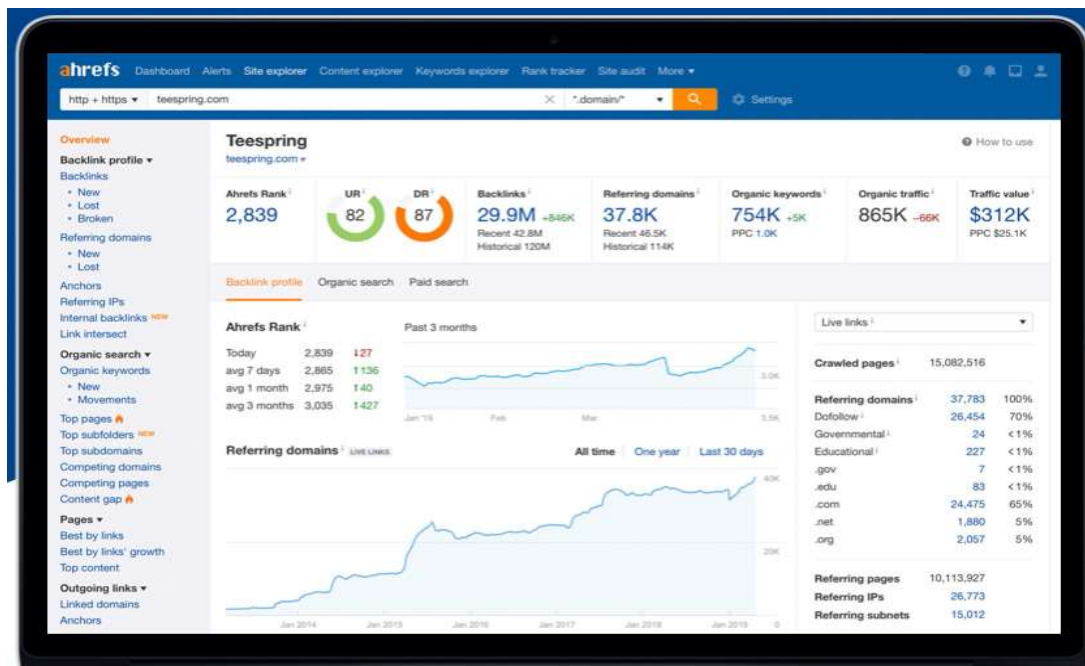 ahrefs Dashboard Alerts Site explorer Content explorer Keywords explorer Rank tracker Site audit More
http + https teespring.com *.domain/* Settings
Overview
Backlink profile
Backlinks
• New
• Lost
• Broken
Referring domains
• New
• Lost
Anchors
Referring IPs
Internal backlinks NEW
Link intersect
Organic search
Organic keywords
• New
• Movements
Top pages
Top subfolders NEW
Top subdomains
Competing domains
Competing pages
Content gap
Pages
Best by links
Best by links' growth
Top content
Outgoing links
Linked domains
Anchors
Teespring
How to use
teespring.com
Ahrefs Rank
2,839
UR
82
DR
87
Backlinks
29.9M +846K
Recent 42.8M
Historical 120M
Referring domains
37.8K
Recent 46.5K
Historical 114K
Organic keywords
754K +5K
PPC 1.0K
Organic traffic
865K -66K
Traffic value
$312K
PPC $25.1K
Backlink profile Organic search Paid search
Ahrefs Rank
Past 3 months
Today 2,839 ↓27
avg 7 days 2,865 ↑136
avg 1 month 2,975 ↑40
avg 3 months 3,035 ↑427
3.0K
3.5K
Jan '19 Feb Mar
Referring domains LIVE LINKS
All time One year Last 30 days
40K
20K
0
Jan 2014 Jan 2015 Jan 2016 Jan 2017 Jan 2018 Jan 2019
Live links
Crawled pages 15,082,516
Referring domains 37,783 100%
Dofollow 26,454 70%
Governmental 24 <1%
Educational 227 <1%
.gov 7 <1%
.edu 83 <1%
.com 24,475 65%
.net 1,880 5%
.org 2,057 5%
Referring pages 10,113,927
Referring IPs 26,773
Referring subnets 15,012